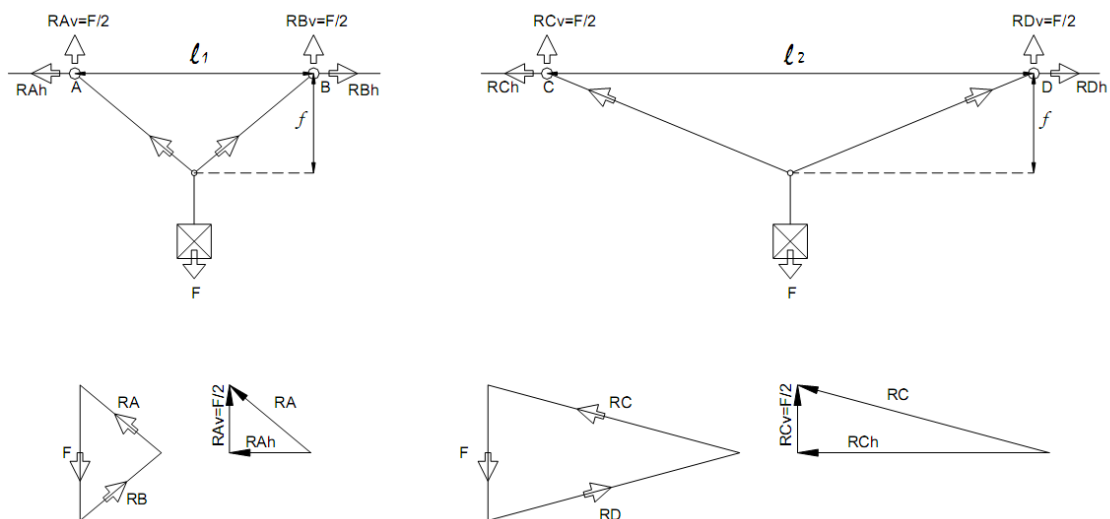 RAv=F/2
RBv=F/2
RCv=F/2
RDv=F/2
ℓ1
ℓ2
RAh
A
B
RBh
RCh
C
D
RDh
f
f
F
F
RA
F
RB
RAv=F/2
RA
RAh
RC
F
RD
RCv=F/2
RC
RCh